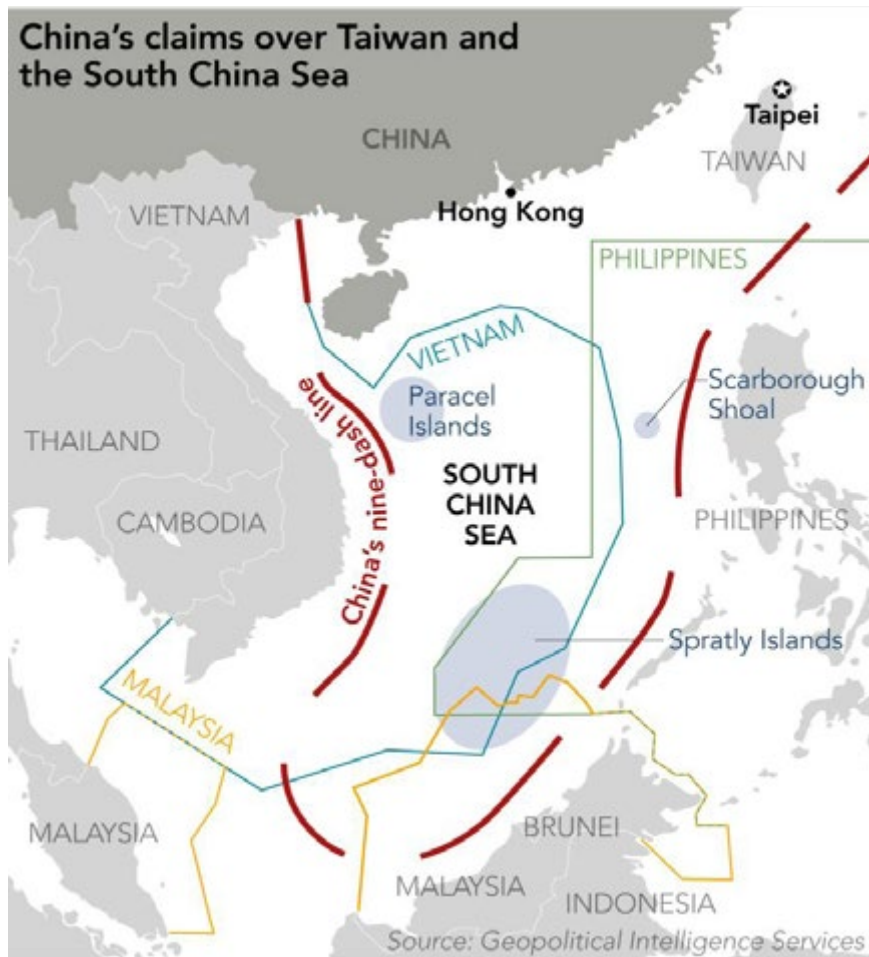 China's claims over Taiwan and
the South China Sea
CHINA
Taipei
TAIWAN
VIETNAM
Hong Kong
PHILIPPINES
VIETNAM
Scarborough
Shoal
Paracel
Islands
China's nine-dash line
THAILAND
SOUTH
CHINA
SEA
CAMBODIA
PHILIPPINES
Spratly Islands
MALAYSIA
MALAYSIA
BRUNEI
MALAYSIA
INDONESIA
Source: Geopolitical Intelligence Services